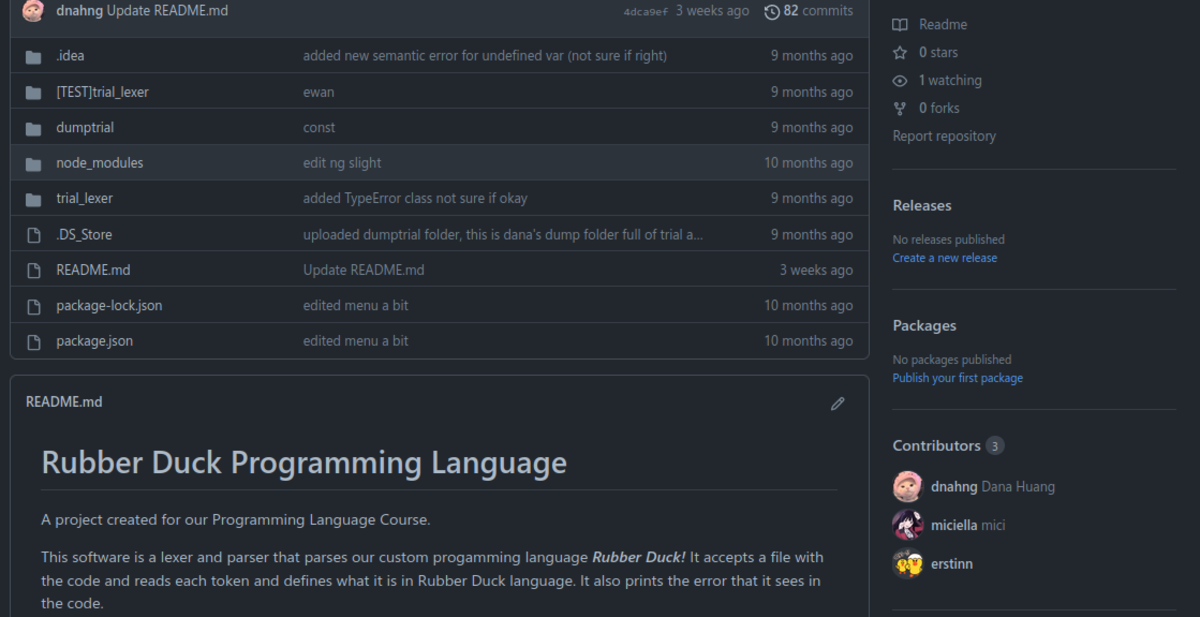 dnahng Update README.md 4dca9ef 3 weeks ago 82 commits
.idea added new semantic error for undefined var (not sure if right) 9 months ago
[TEST]trial_lexer ewan 9 months ago
dumptrial const 9 months ago
node_modules edit ng slight 10 months ago
trial_lexer added TypeError class not sure if okay 9 months ago
.DS_Store uploaded dumptrial folder, this is dana's dump folder full of trial a... 9 months ago
README.md Update README.md 3 weeks ago
package-lock.json edited menu a bit 10 months ago
package.json edited menu a bit 10 months ago
README.md
Rubber Duck Programming Language
A project created for our Programming Language Course.
This software is a lexer and parser that parses our custom progamming language Rubber Duck! It accepts a file with
the code and reads each token and defines what it is in Rubber Duck language. It also prints the error that it sees in
the code.
Readme
0 stars
1 watching
0 forks
Report repository
Releases
No releases published
Create a new release
Packages
No packages published
Publish your first package
Contributors 3
dnahng Dana Huang
miciella mici
erstinn